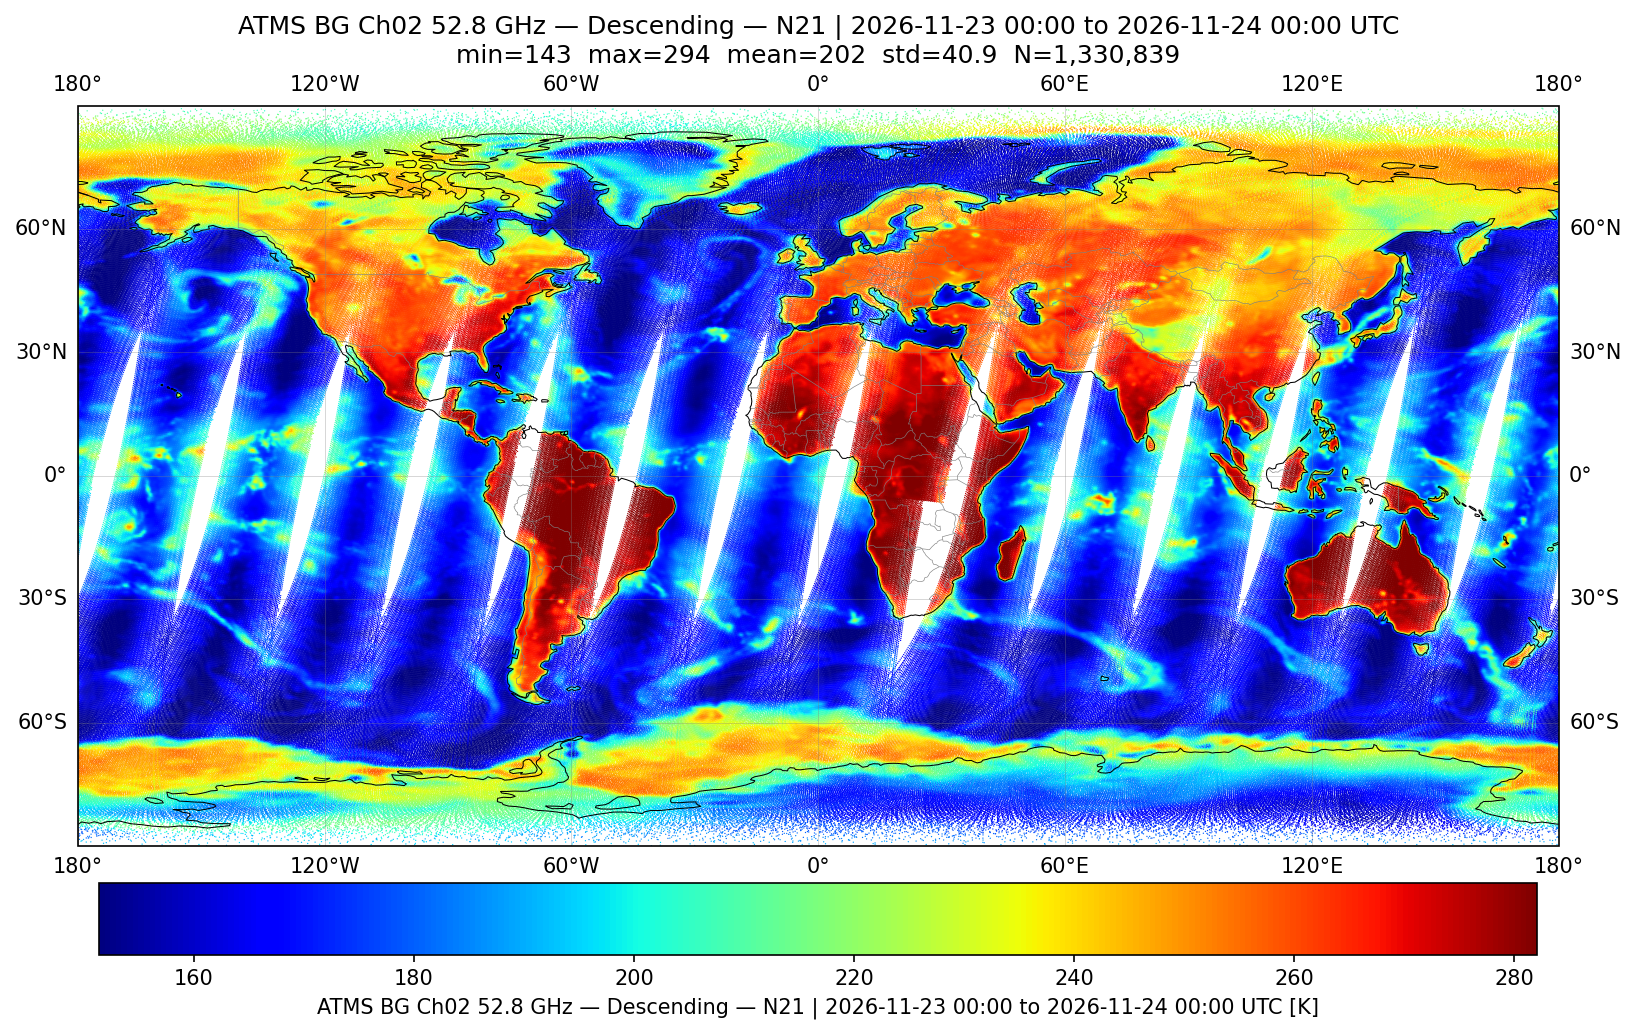 ATMS BG Ch02 52.8 GHz — Descending — N21 | 2026-11-23 00:00 to 2026-11-24 00:00 UTC
min=143  max=294  mean=202  std=40.9  N=1,330,839
180° 120°W 60°W 0° 60°E 120°E 180°
60°N 60°N
30°N 30°N
0° 0°
30°S 30°S
60°S 60°S
180° 120°W 60°W 0° 60°E 120°E 180°
160 180 200 220 240 260 280
ATMS BG Ch02 52.8 GHz — Descending — N21 | 2026-11-23 00:00 to 2026-11-24 00:00 UTC [K]